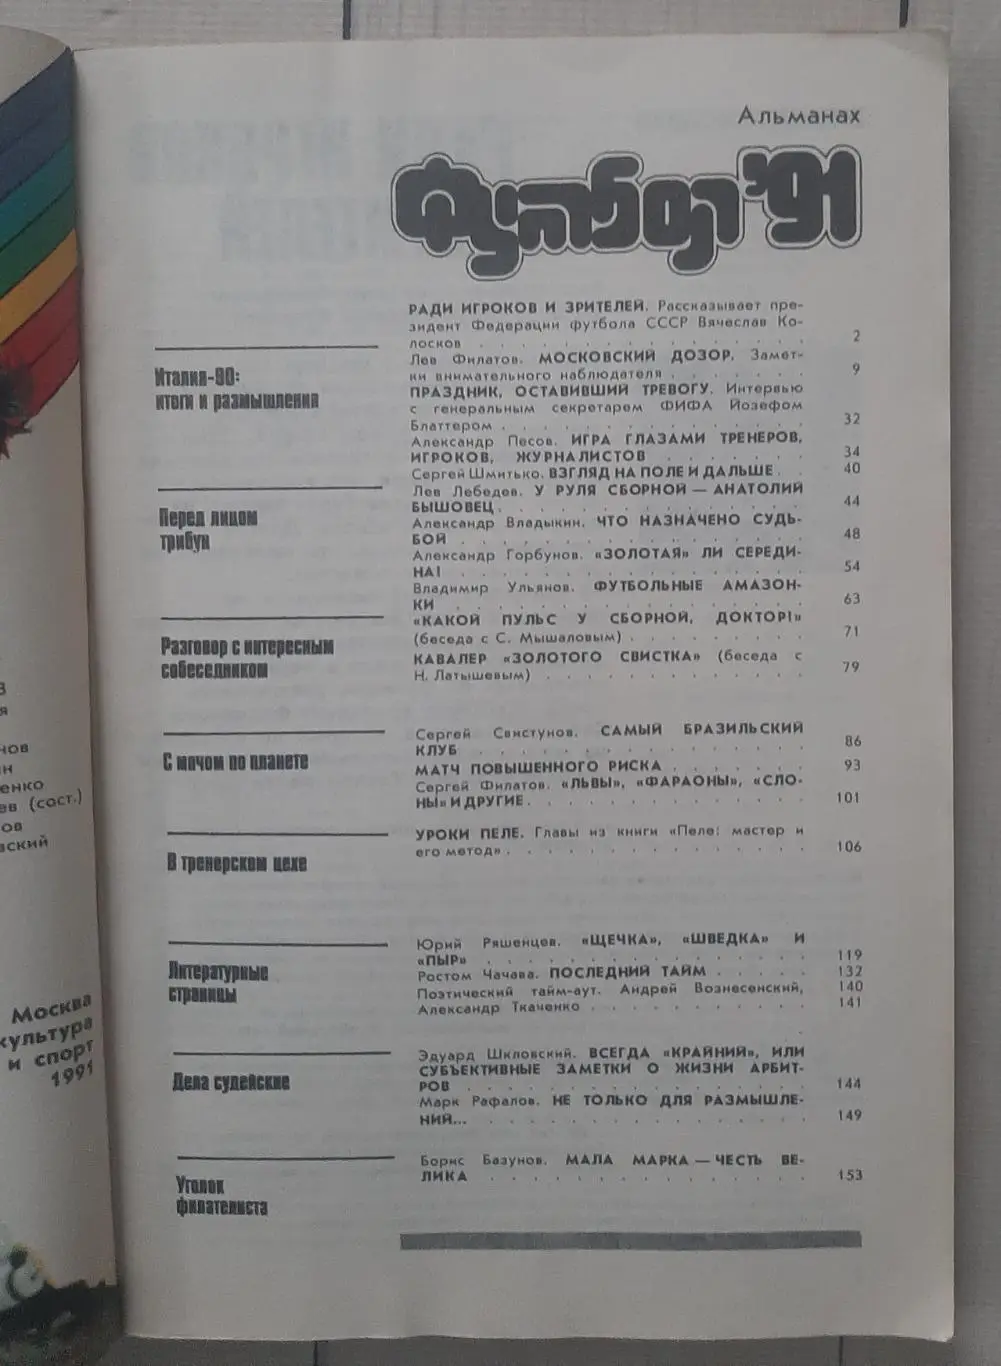 Альманах
Футбол '91
РАДИ ИГРОКОВ И ЗРИТЕЛЕЙ. Рассказывает пре-
зидент Федерации футбола СССР Вячеслав Ко-
лосков . . . 2
Италия-90:
итоги и размышления
Лев Филатов. МОСКОВСКИЙ ДОЗОР. Замет-
ки внимательного наблюдателя . . . 9
ПРАЗДНИК, ОСТАВИВШИЙ ТРЕВОГУ. Интервью
с генеральным секретарем ФИФА Йозефом
Блаттером . . . 32
Александр Песов. ИГРА ГЛАЗАМИ ТРЕНЕРОВ,
ИГРОКОВ, ЖУРНАЛИСТОВ . . . 34
Сергей Шмитько. ВЗГЛЯД НА ПОЛЕ И ДАЛЬШЕ . . 40
Перед лицом
трибун
Лев Лебедев. У РУЛЯ СБОРНОЙ — АНАТОЛИЙ
БЫШОВЕЦ . . . 44
Александр Владыкин. ЧТО НАЗНАЧЕНО СУДЬ-
БОЙ . . . 48
Александр Горбунов. «ЗОЛОТАЯ» ЛИ СЕРЕДИ-
НА? . . . 54
Владимир Ульянов. ФУТБОЛЬНЫЕ АМАЗОН-
КИ . . . 63
Разговор с интересным
собеседником
«КАКОЙ ПУЛЬС У СБОРНОЙ, ДОКТОР?»
(беседа с С. Мышаловым) . . . 71
КАВАЛЕР «ЗОЛОТОГО СВИСТКА» (беседа с
Н. Латышевым) . . . 79
С мячом по планете
Сергей Свистунов. САМЫЙ БРАЗИЛЬСКИЙ
КЛУБ . . . 86
МАТЧ ПОВЫШЕННОГО РИСКА . . . 93
Сергей Филатов. «ЛЬВЫ», «ФАРАОНЫ», «СЛО-
НЫ» И ДРУГИЕ . . . 101
В тренерском цехе
УРОКИ ПЕЛЕ. Главы из книги «Пеле: мастер и
его метод» . . . 106
Литературные
страницы
Юрий Ряшенцев. «ЩЕЧКА», «ШВЕДКА» И
«ПЫР» . . . 119
Ростом Чачава. ПОСЛЕДНИЙ ТАЙМ . . . 132
Поэтический тайм-аут. Андрей Вознесенский, 140
Александр Ткаченко . . . 141
Дела судейские
Эдуард Шкловский. ВСЕГДА «КРАЙНИЙ», ИЛИ
СУБЪЕКТИВНЫЕ ЗАМЕТКИ О ЖИЗНИ АРБИТ-
РОВ . . . 144
Марк Рафалов. НЕ ТОЛЬКО ДЛЯ РАЗМЫШЛЕ-
НИЙ... . . . 149
Уголок
филателиста
Борис Базунов. МАЛА МАРКА — ЧЕСТЬ ВЕ-
ЛИКА . . . 153
нов
ин
енко
ев (сост.)
ов
вский
Москва
культура
и спорт
1991